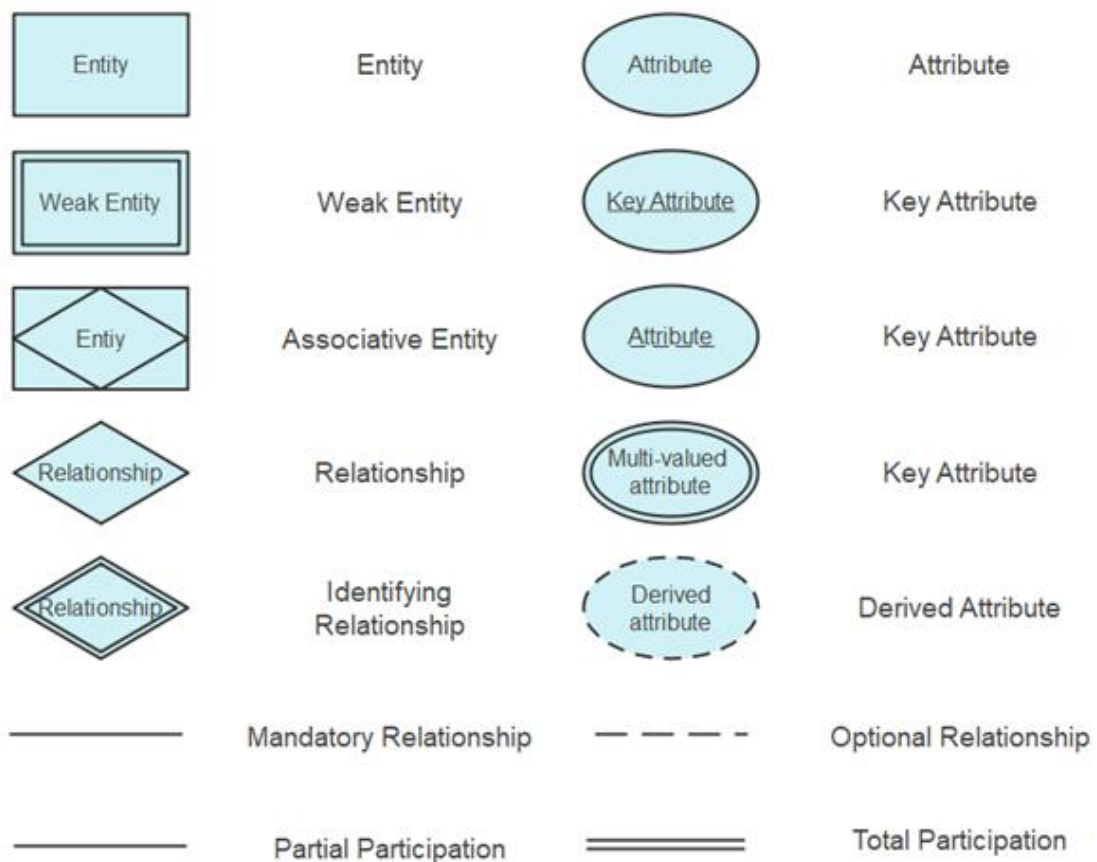 Entity
Entity
Attribute
Attribute
Weak Entity
Weak Entity
Key Attribute
Key Attribute
Entiy
Associative Entity
Attribute
Key Attribute
Relationship
Relationship
Multi-valued
attribute
Key Attribute
Relationship
Identifying
Relationship
Derived
attribute
Derived Attribute
Mandatory Relationship
Optional Relationship
Partial Participation
Total Participation